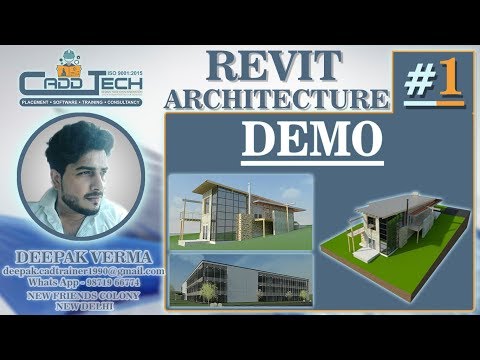 ISO 9001:2015
CADD TECH
PLACEMENT • SOFTWARE • TRAINING • CONSULTANCY
REVIT
ARCHITECTURE
#1
DEMO
DEEPAK VERMA
deepak.cadtrainer1990@gmail.com
Whats App - 98719 66774
NEW FRIENDS COLONY
NEW DELHI